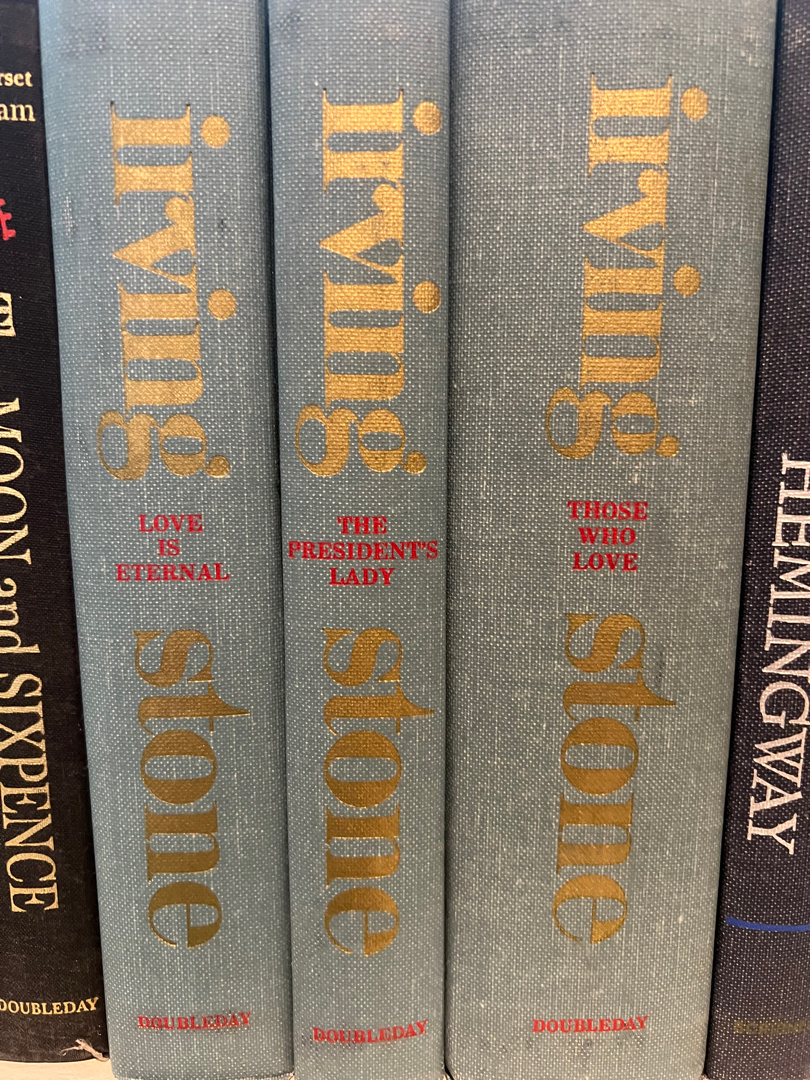 rset
am
MOON and SIXPENCE
DOUBLEDAY
irving
LOVE
IS
ETERNAL
stone
DOUBLEDAY
irving
THE
PRESIDENT'S
LADY
stone
DOUBLEDAY
irving
THOSE
WHO
LOVE
stone
DOUBLEDAY
HEMINGWAY